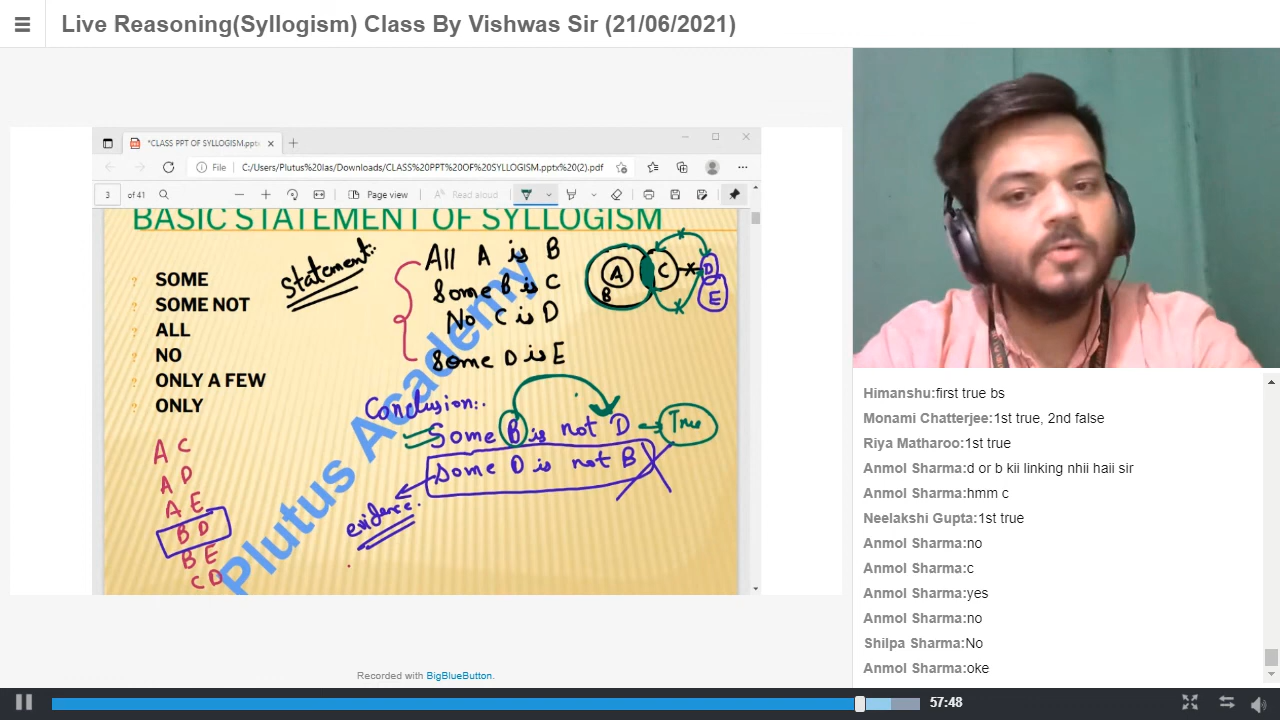 Live Reasoning(Syllogism) Class By Vishwas Sir (21/06/2021)
*CLASS PPT OF SYLLOGISM.pptx
File C:/Users/Plutus%20Ias/Downloads/CLASS%20PPT%20OF%20SYLLOGISM.pptx%20(2).pdf
3 of 41 Page view Read aloud
BASIC STATEMENT OF SYLLOGISM
? SOME
? SOME NOT
? ALL
? NO
? ONLY A FEW
? ONLY
Statement:
All A is B
Some B is C
No C is D
Some D is E
A B C D E
Conclusion:
Some B is not D → True
Some D is not B
evidence.
A C
A D
A E
B D
B E
C D
Plutus Academy
Himanshu:first true bs
Monami Chatterjee:1st true, 2nd false
Riya Matharoo:1st true
Anmol Sharma:d or b kii linking nhii haii sir
Anmol Sharma:hmm c
Neelakshi Gupta:1st true
Anmol Sharma:no
Anmol Sharma:c
Anmol Sharma:yes
Anmol Sharma:no
Shilpa Sharma:No
Anmol Sharma:oke
Recorded with BigBlueButton.
57:48